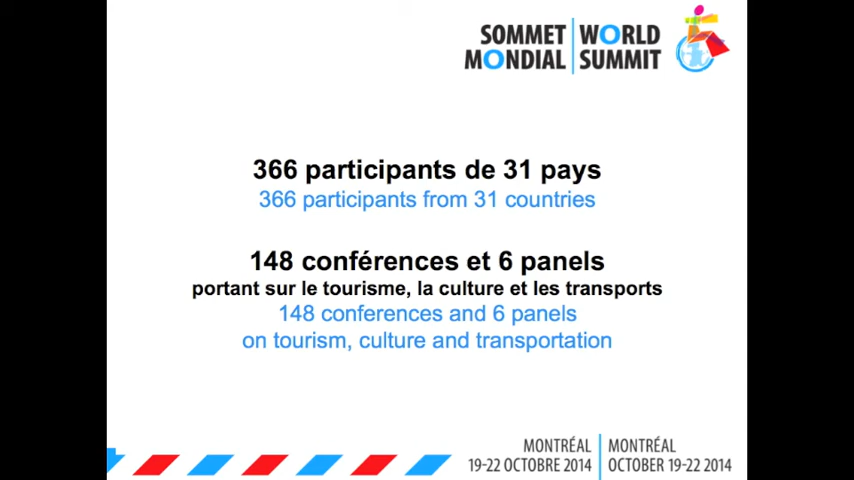 SOMMET
MONDIAL
WORLD
SUMMIT
366 participants de 31 pays
366 participants from 31 countries
148 conférences et 6 panels
portant sur le tourisme, la culture et les transports
148 conferences and 6 panels
on tourism, culture and transportation
MONTRÉAL
19-22 OCTOBRE 2014
MONTRÉAL
OCTOBER 19-22 2014